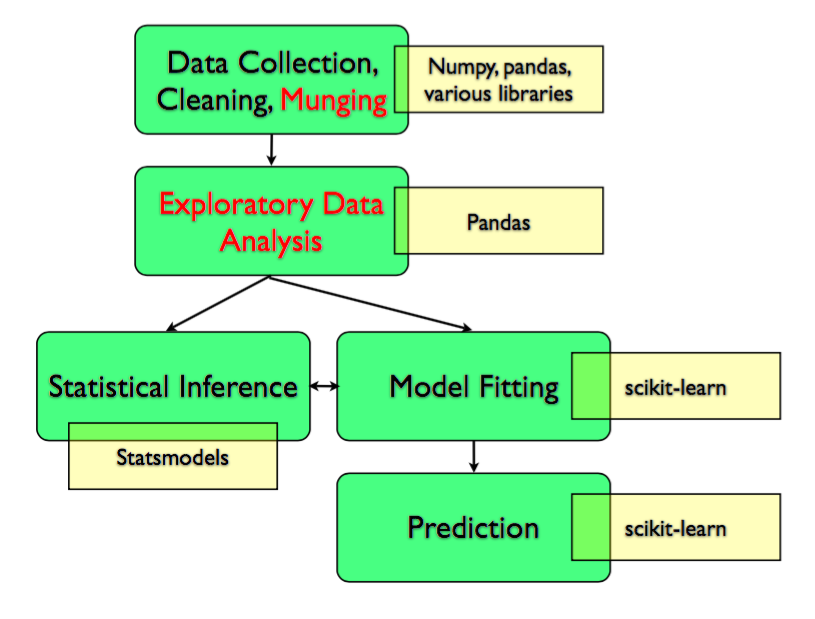 Data Collection,
Cleaning, Munging
Numpy, pandas,
various libraries
Exploratory Data
Analysis
Pandas
Statistical Inference
Statsmodels
Model Fitting
scikit-learn
Prediction
scikit-learn